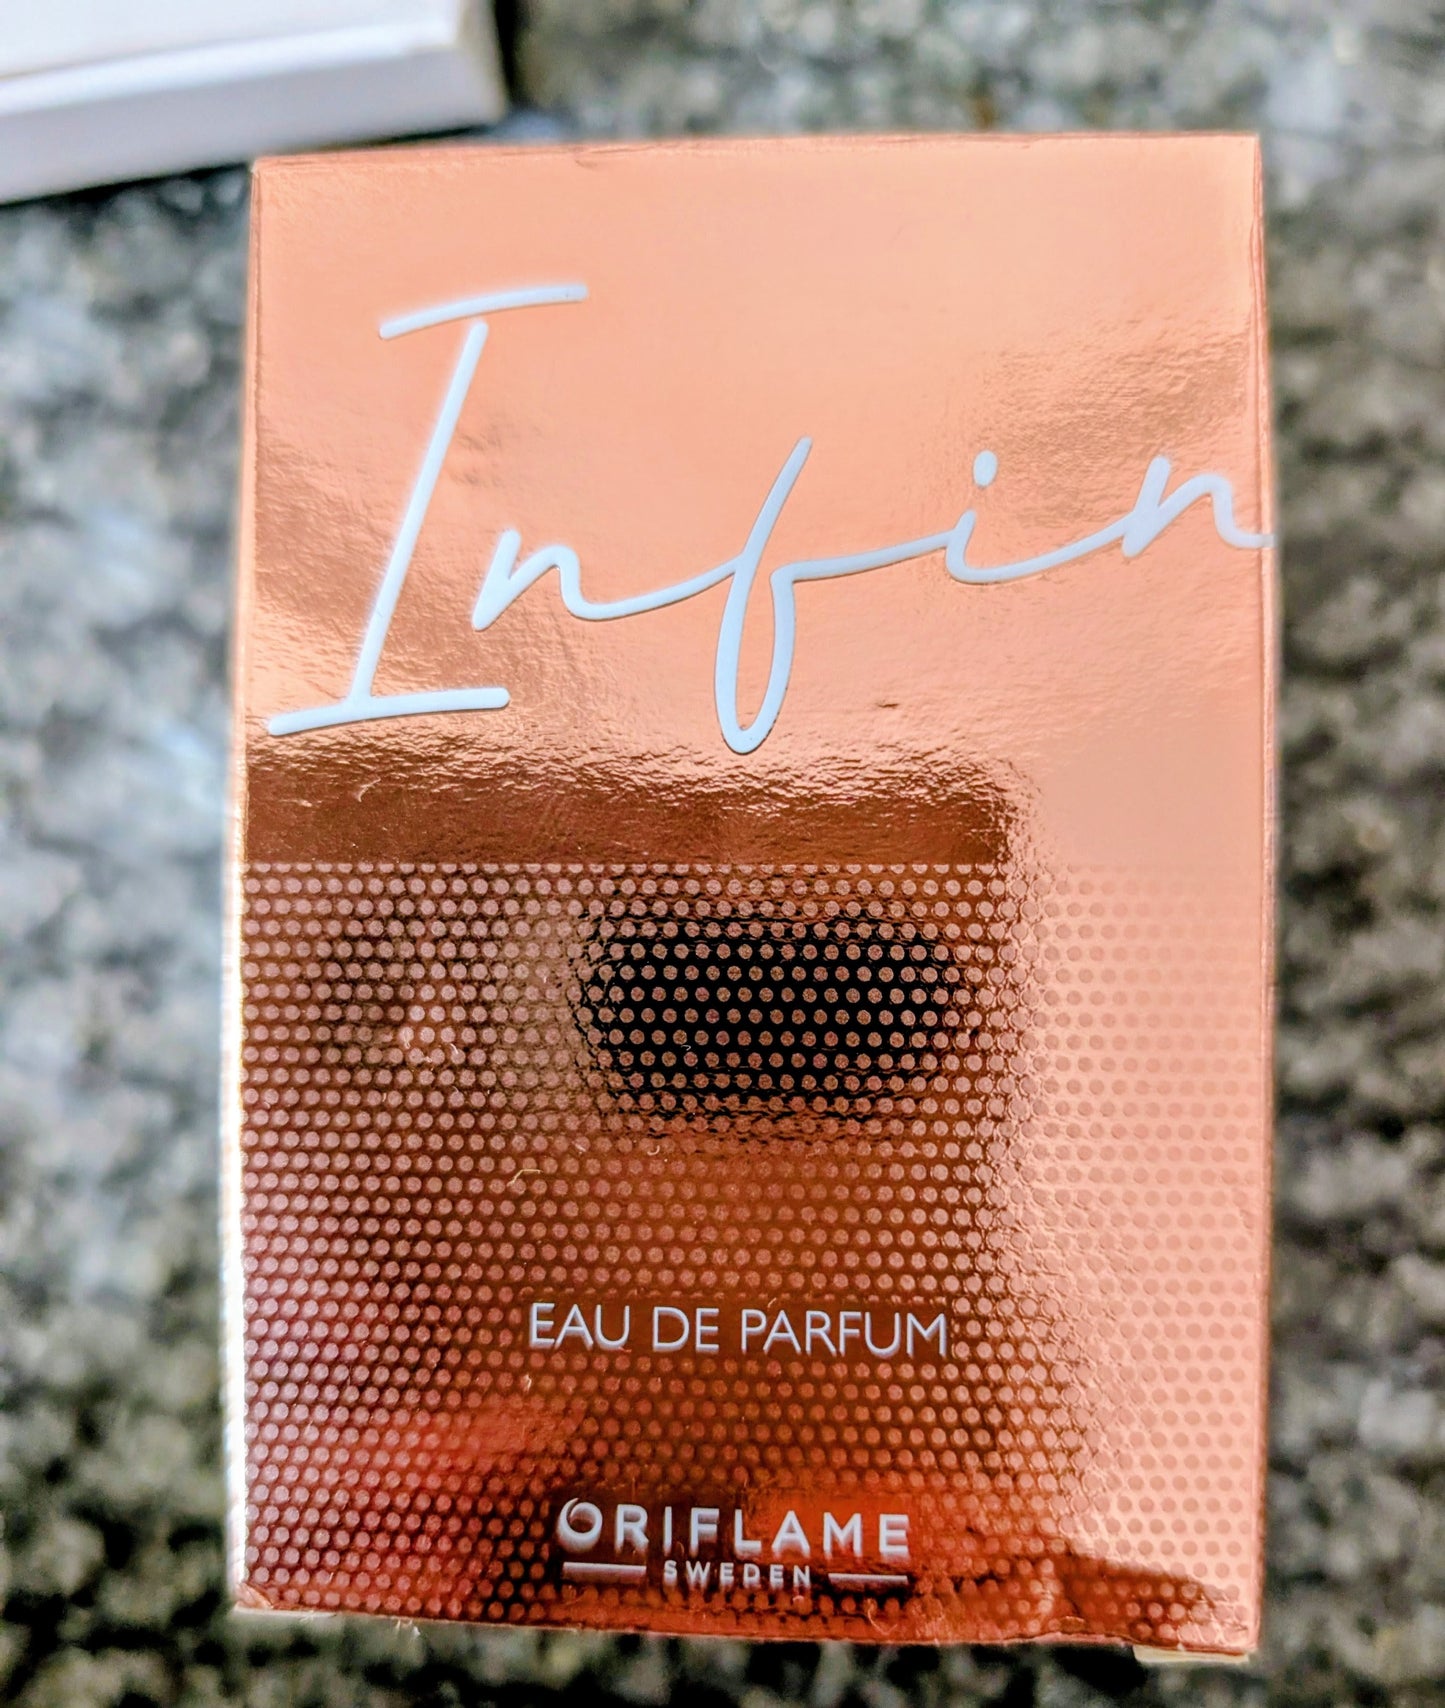 Infin
EAU DE PARFUM
ORIFLAME
SWEDEN